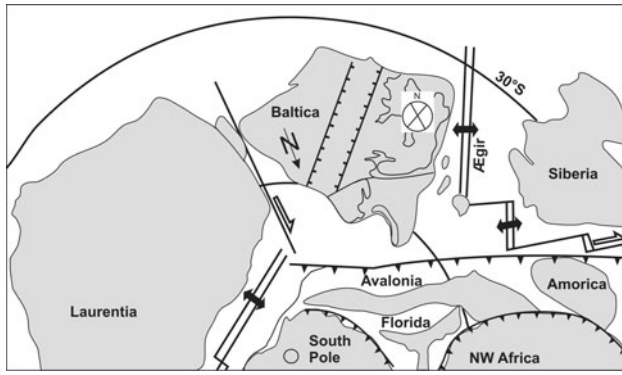 30°S
N
Baltica
N
Ægir
Siberia
Laurentia
Avalonia
Amorica
Florida
South
Pole
NW Africa